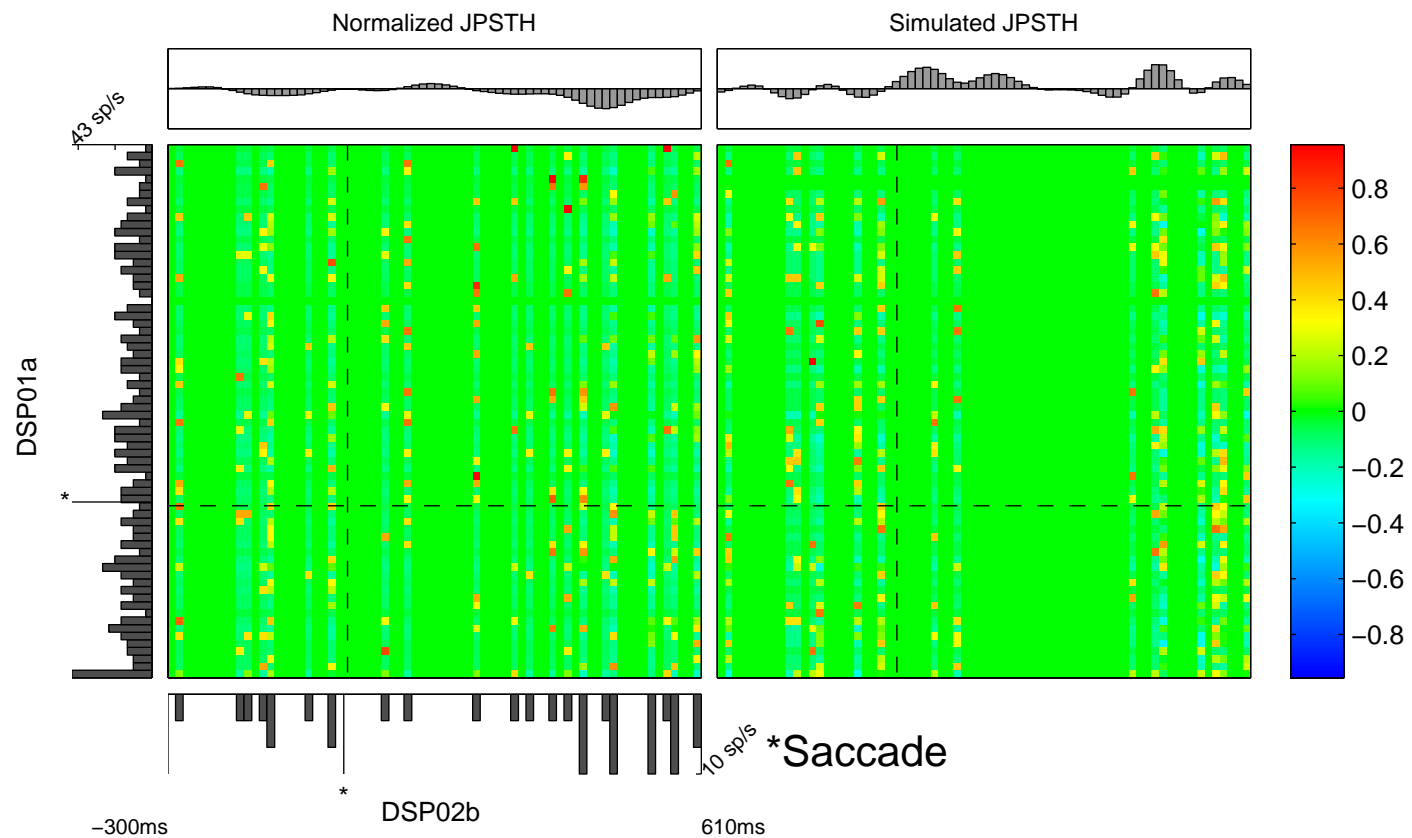 Normalized JPSTH
Simulated JPSTH
43 sp/s
DSP01a
*
0.8
0.6
0.4
0.2
0
−0.2
−0.4
−0.6
−0.8
10 sp/s
*Saccade
*
DSP02b
−300ms
610ms